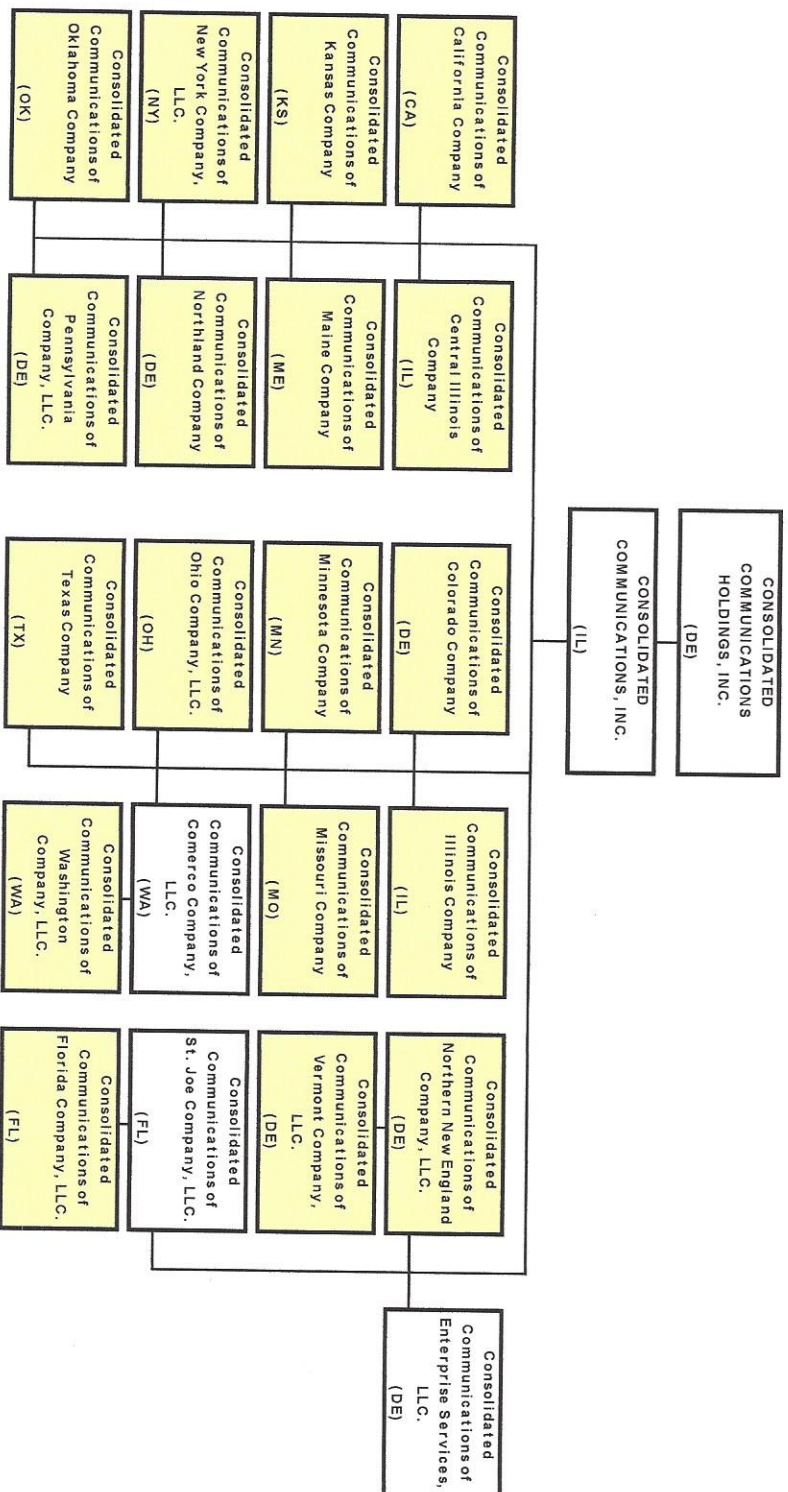 CONSOLIDATED
COMMUNICATIONS
HOLDINGS, INC.
(DE)
CONSOLIDATED
COMMUNICATIONS, INC.
(IL)
Consolidated
Communications of
California Company
(CA)
Consolidated
Communications of
Central Illinois
Company
(IL)
Consolidated
Communications of
Colorado Company
(DE)
Consolidated
Communications of
Illinois Company
(IL)
Consolidated
Communications of
Northern New England
Company, LLC.
(DE)
Consolidated
Communications of
Enterprise Services,
LLC.
(DE)
Consolidated
Communications of
Kansas Company
(KS)
Consolidated
Communications of
Maine Company
(ME)
Consolidated
Communications of
Minnesota Company
(MN)
Consolidated
Communications of
Missouri Company
(MO)
Consolidated
Communications of
Vermont Company,
LLC.
(DE)
Consolidated
Communications of
New York Company,
LLC.
(NY)
Consolidated
Communications of
Northland Company
(DE)
Consolidated
Communications of
Ohio Company, LLC.
(OH)
Consolidated
Communications of
Comerco Company,
LLC.
(WA)
Consolidated
Communications of
St. Joe Company, LLC.
(FL)
Consolidated
Communications of
Oklahoma Company
(OK)
Consolidated
Communications of
Pennsylvania
Company, LLC.
(DE)
Consolidated
Communications of
Texas Company
(TX)
Consolidated
Communications of
Washington
Company, LLC.
(WA)
Consolidated
Communications of
Florida Company, LLC.
(FL)